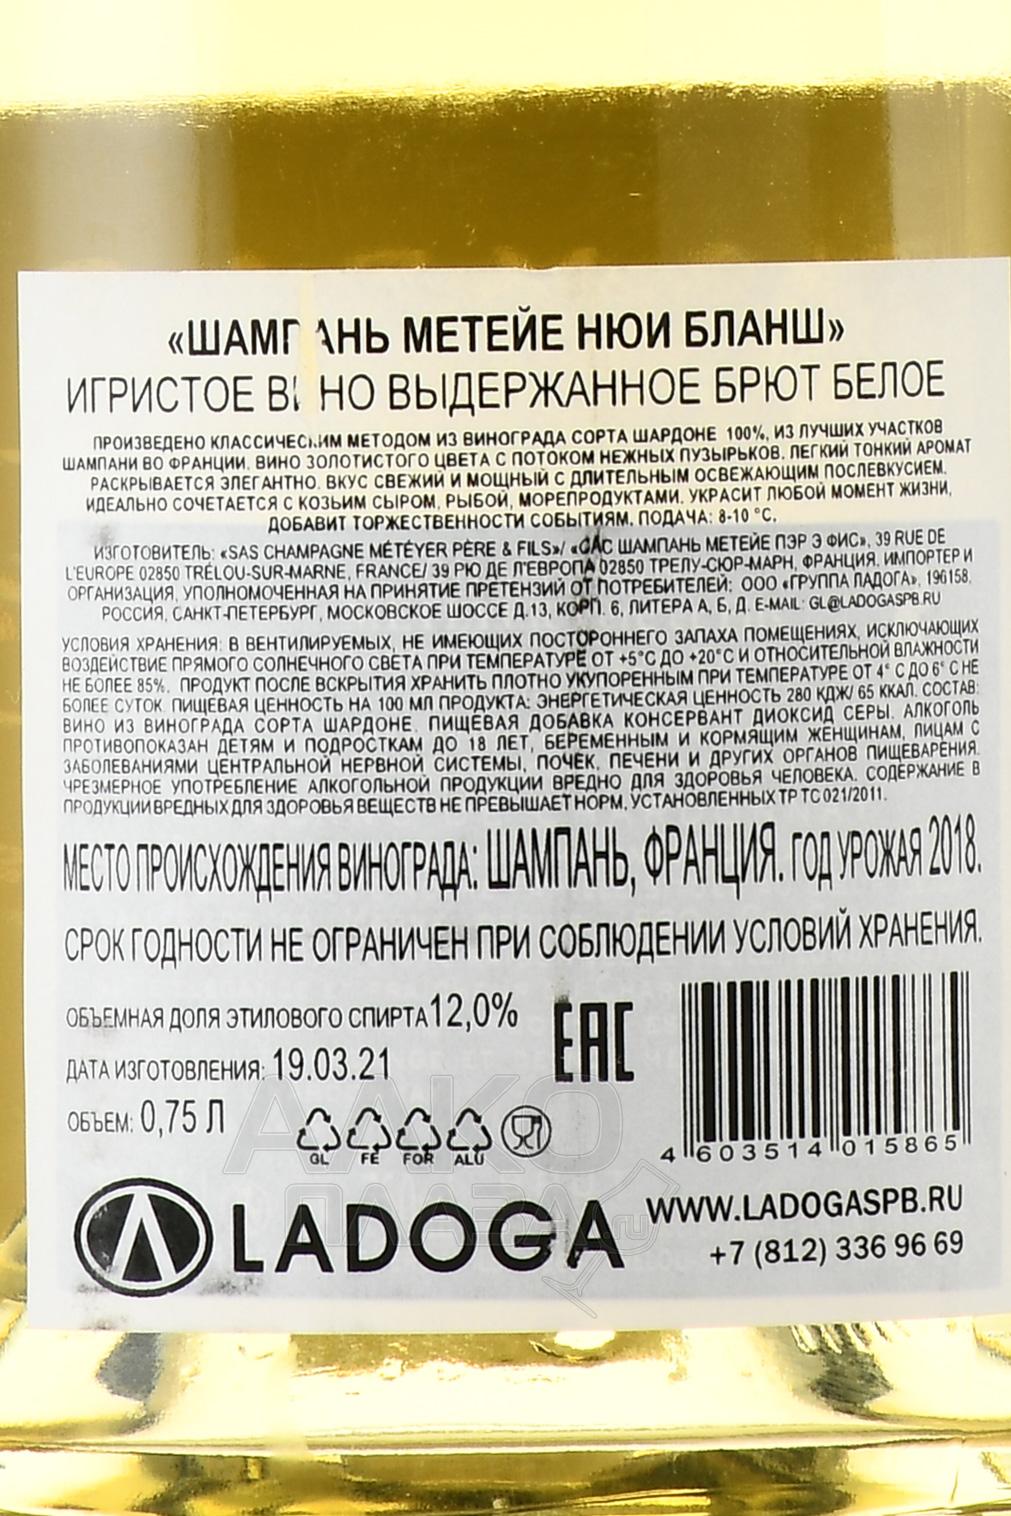 «ШАМПАНЬ МЕТЕЙЕ НЮИ БЛАНШ»
ИГРИСТОЕ ВИНО ВЫДЕРЖАННОЕ БРЮТ БЕЛОЕ
ПРОИЗВЕДЕНО КЛАССИЧЕСКИМ МЕТОДОМ ИЗ ВИНОГРАДА СОРТА ШАРДОНЕ 100%, ИЗ ЛУЧШИХ УЧАСТКОВ
ШАМПАНИ ВО ФРАНЦИИ. ВИНО ЗОЛОТИСТОГО ЦВЕТА С ПОТОКОМ НЕЖНЫХ ПУЗЫРЬКОВ. ЛЕГКИЙ ТОНКИЙ АРОМАТ
РАСКРЫВАЕТСЯ ЭЛЕГАНТНО. ВКУС СВЕЖИЙ И МОЩНЫЙ С ДЛИТЕЛЬНЫМ ОСВЕЖАЮЩИМ ПОСЛЕВКУСИЕМ.
ИДЕАЛЬНО СОЧЕТАЕТСЯ С КОЗЬИМ СЫРОМ, РЫБОЙ, МОРЕПРОДУКТАМИ. УКРАСИТ ЛЮБОЙ МОМЕНТ ЖИЗНИ,
ДОБАВИТ ТОРЖЕСТВЕННОСТИ СОБЫТИЯМ. ПОДАЧА: 8-10 °С.
ИЗГОТОВИТЕЛЬ: «SAS CHAMPAGNE MÉTÉYER PÈRE & FILS»/ «САС ШАМПАНЬ МЕТЕЙЕ ПЭР Э ФИС», 39 RUE DE
L'EUROPE 02850 TRÉLOU-SUR-MARNE, FRANCE/ 39 РЮ ДЕ Л'ЕВРОПА 02850 ТРЕЛУ-СЮР-МАРН, ФРАНЦИЯ. ИМПОРТЕР И
ОРГАНИЗАЦИЯ, УПОЛНОМОЧЕННАЯ НА ПРИНЯТИЕ ПРЕТЕНЗИЙ ОТ ПОТРЕБИТЕЛЕЙ: ООО «ГРУППА ЛАДОГА», 196158,
РОССИЯ, САНКТ-ПЕТЕРБУРГ, МОСКОВСКОЕ ШОССЕ Д.13, КОРП. 6, ЛИТЕРА А, Б, Д. E-MAIL: GL@LADOGASPB.RU
УСЛОВИЯ ХРАНЕНИЯ: В ВЕНТИЛИРУЕМЫХ, НЕ ИМЕЮЩИХ ПОСТОРОННЕГО ЗАПАХА ПОМЕЩЕНИЯХ, ИСКЛЮЧАЮЩИХ
ВОЗДЕЙСТВИЕ ПРЯМОГО СОЛНЕЧНОГО СВЕТА ПРИ ТЕМПЕРАТУРЕ ОТ +5°С ДО +20°С И ОТНОСИТЕЛЬНОЙ ВЛАЖНОСТИ
НЕ БОЛЕЕ 85%. ПРОДУКТ ПОСЛЕ ВСКРЫТИЯ ХРАНИТЬ ПЛОТНО УКУПОРЕННЫМ ПРИ ТЕМПЕРАТУРЕ ОТ 4° С ДО 6° С НЕ
БОЛЕЕ СУТОК. ПИЩЕВАЯ ЦЕННОСТЬ НА 100 МЛ ПРОДУКТА: ЭНЕРГЕТИЧЕСКАЯ ЦЕННОСТЬ 280 КДЖ/ 65 ККАЛ. СОСТАВ:
ВИНО ИЗ ВИНОГРАДА СОРТА ШАРДОНЕ. ПИЩЕВАЯ ДОБАВКА КОНСЕРВАНТ ДИОКСИД СЕРЫ. АЛКОГОЛЬ
ПРОТИВОПОКАЗАН ДЕТЯМ И ПОДРОСТКАМ ДО 18 ЛЕТ, БЕРЕМЕННЫМ И КОРМЯЩИМ ЖЕНЩИНАМ, ЛИЦАМ С
ЗАБОЛЕВАНИЯМИ ЦЕНТРАЛЬНОЙ НЕРВНОЙ СИСТЕМЫ, ПОЧЕК, ПЕЧЕНИ И ДРУГИХ ОРГАНОВ ПИЩЕВАРЕНИЯ.
ЧРЕЗМЕРНОЕ УПОТРЕБЛЕНИЕ АЛКОГОЛЬНОЙ ПРОДУКЦИИ ВРЕДНО ДЛЯ ЗДОРОВЬЯ ЧЕЛОВЕКА. СОДЕРЖАНИЕ В
ПРОДУКЦИИ ВРЕДНЫХ ДЛЯ ЗДОРОВЬЯ ВЕЩЕСТВ НЕ ПРЕВЫШАЕТ НОРМ, УСТАНОВЛЕННЫХ ТР ТС 021/2011.
МЕСТО ПРОИСХОЖДЕНИЯ ВИНОГРАДА: ШАМПАНЬ, ФРАНЦИЯ. ГОД УРОЖАЯ 2018.
СРОК ГОДНОСТИ НЕ ОГРАНИЧЕН ПРИ СОБЛЮДЕНИИ УСЛОВИЙ ХРАНЕНИЯ.
ОБЪЕМНАЯ ДОЛЯ ЭТИЛОВОГО СПИРТА 12,0%
ДАТА ИЗГОТОВЛЕНИЯ: 19.03.21
ОБЪЕМ: 0,75 Л
EAC
GL FE FOR ALU
4 603514 015865
АЛКО
ПЛАЗА.ru
LADOGA
WWW.LADOGASPB.RU
+7 (812) 336 96 69